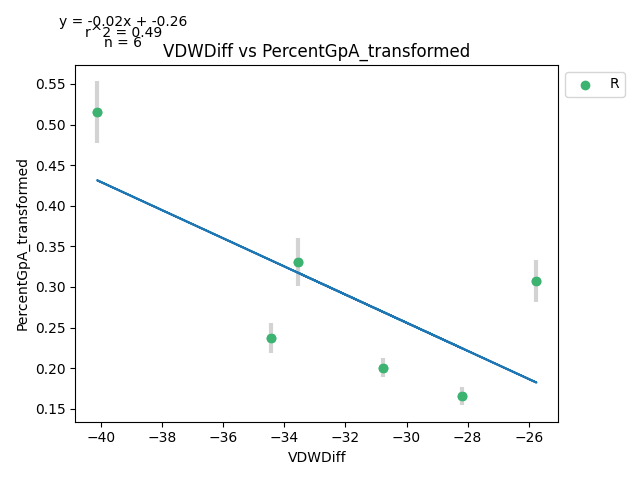 y = -0.02x + -0.26
r^2 = 0.49
n = 6
VDWDiff vs PercentGpA_transformed
R
PercentGpA_transformed
0.55
0.50
0.45
0.40
0.35
0.30
0.25
0.20
0.15
−40 −38 −36 −34 −32 −30 −28 −26
VDWDiff